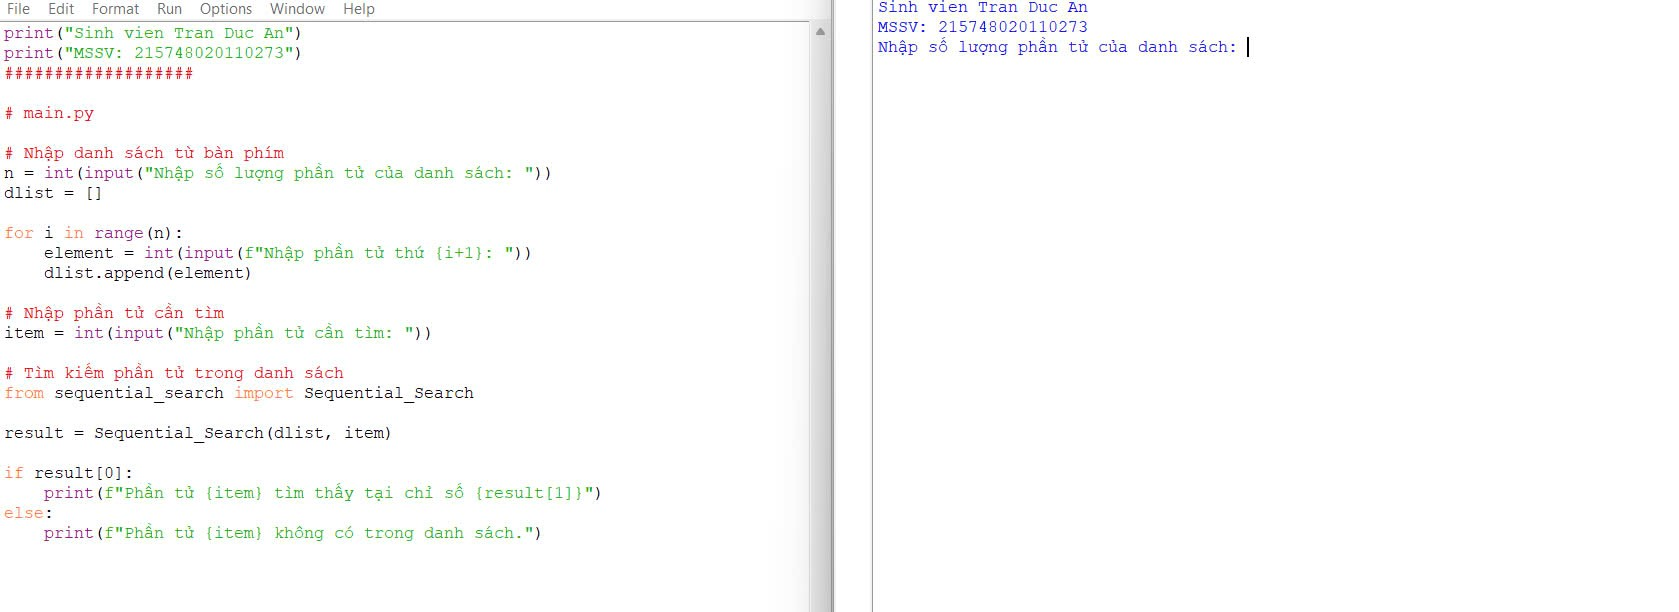 File Edit Format Run Options Window Help
print("Sinh vien Tran Duc An")
print("MSSV: 215748020110273")
###################
# main.py
# Nhập danh sách từ bàn phím
n = int(input("Nhập số lượng phần tử của danh sách: "))
dlist = []
for i in range(n):
    element = int(input(f"Nhập phần tử thứ {i+1}: "))
    dlist.append(element)
# Nhập phần tử cần tìm
item = int(input("Nhập phần tử cần tìm: "))
# Tìm kiếm phần tử trong danh sách
from sequential_search import Sequential_Search
result = Sequential_Search(dlist, item)
if result[0]:
    print(f"Phần tử {item} tìm thấy tại chỉ số {result[1]}")
else:
    print(f"Phần tử {item} không có trong danh sách.")
Sinh vien Tran Duc An
MSSV: 215748020110273
Nhập số lượng phần tử của danh sách: